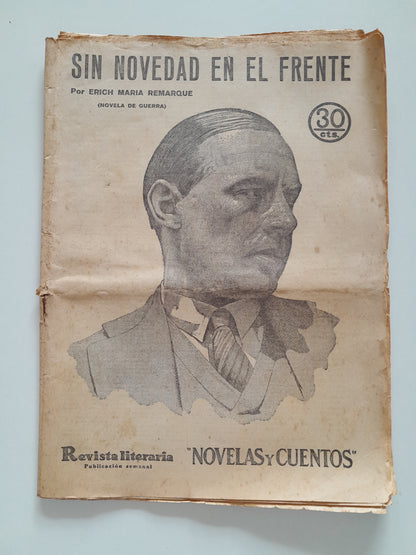 SIN NOVEDAD EN EL FRENTE
Por ERICH MARIA REMARQUE
(NOVELA DE GUERRA)
30
cts.
Revista literaria "NOVELAS Y CUENTOS"
Publicación semanal